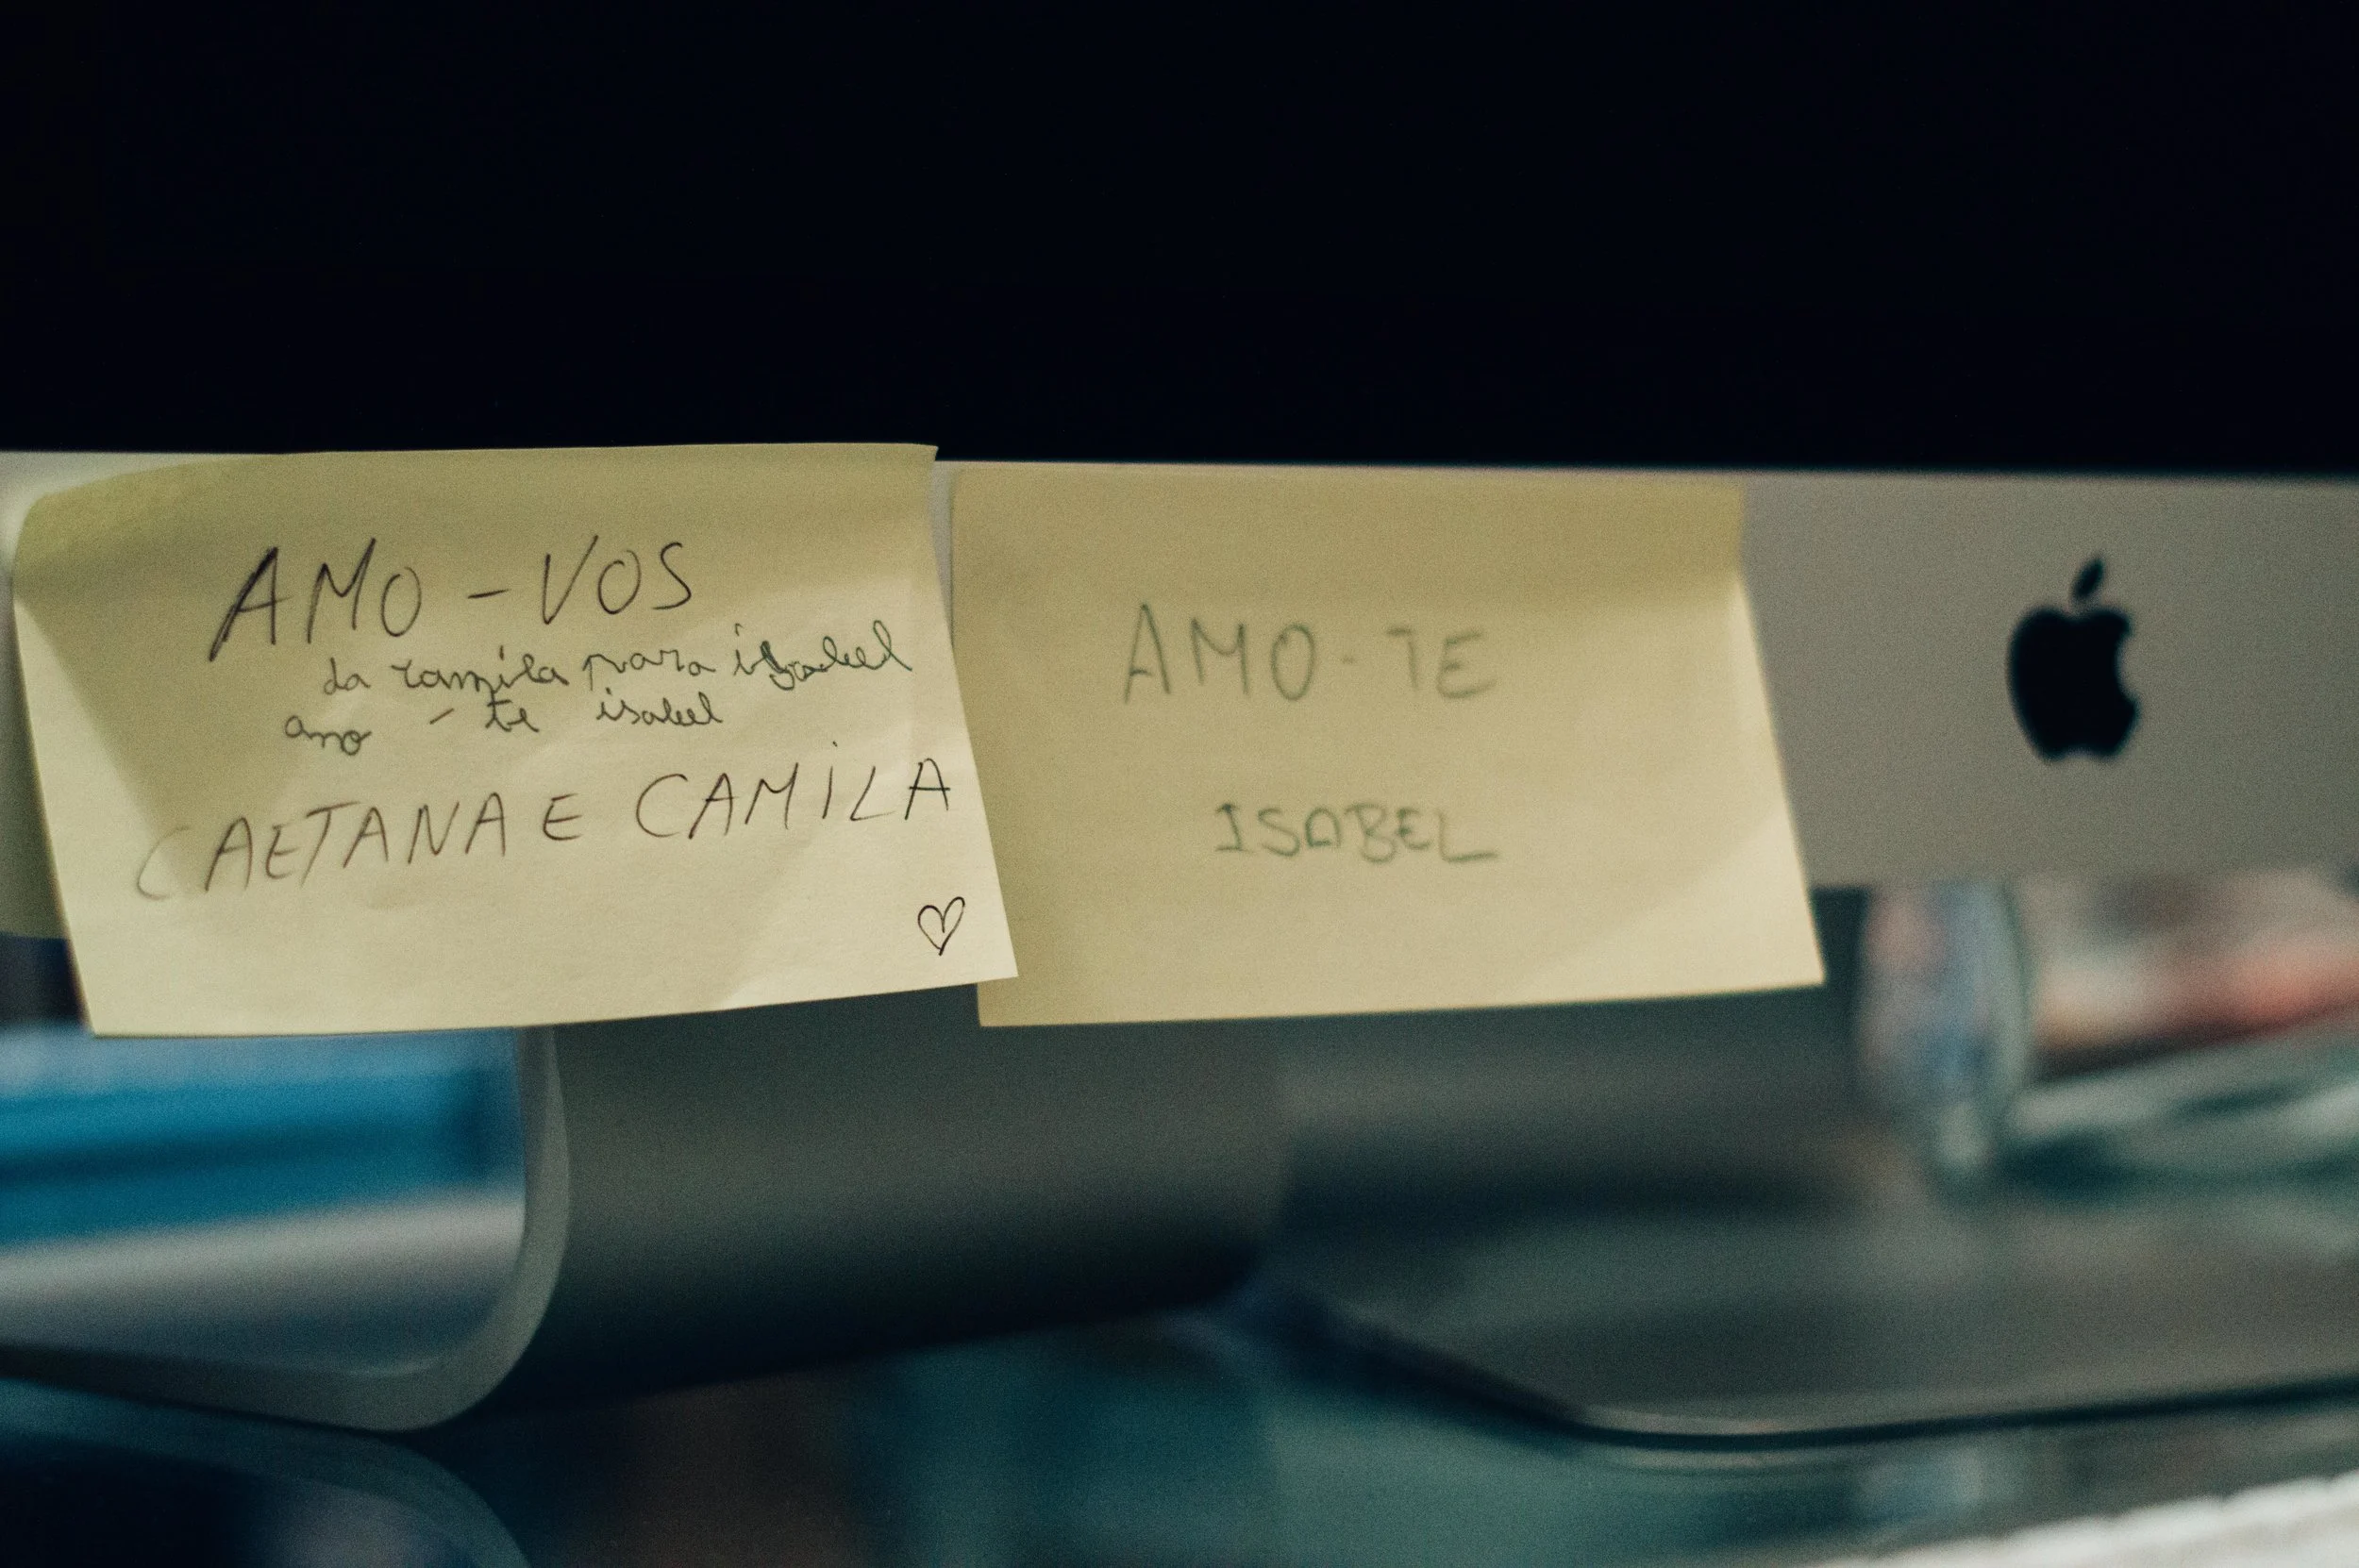 AMO-VOS
da camila para isabel
amo-te isabel
CAETANA E CAMILA
AMO-TE
ISABEL